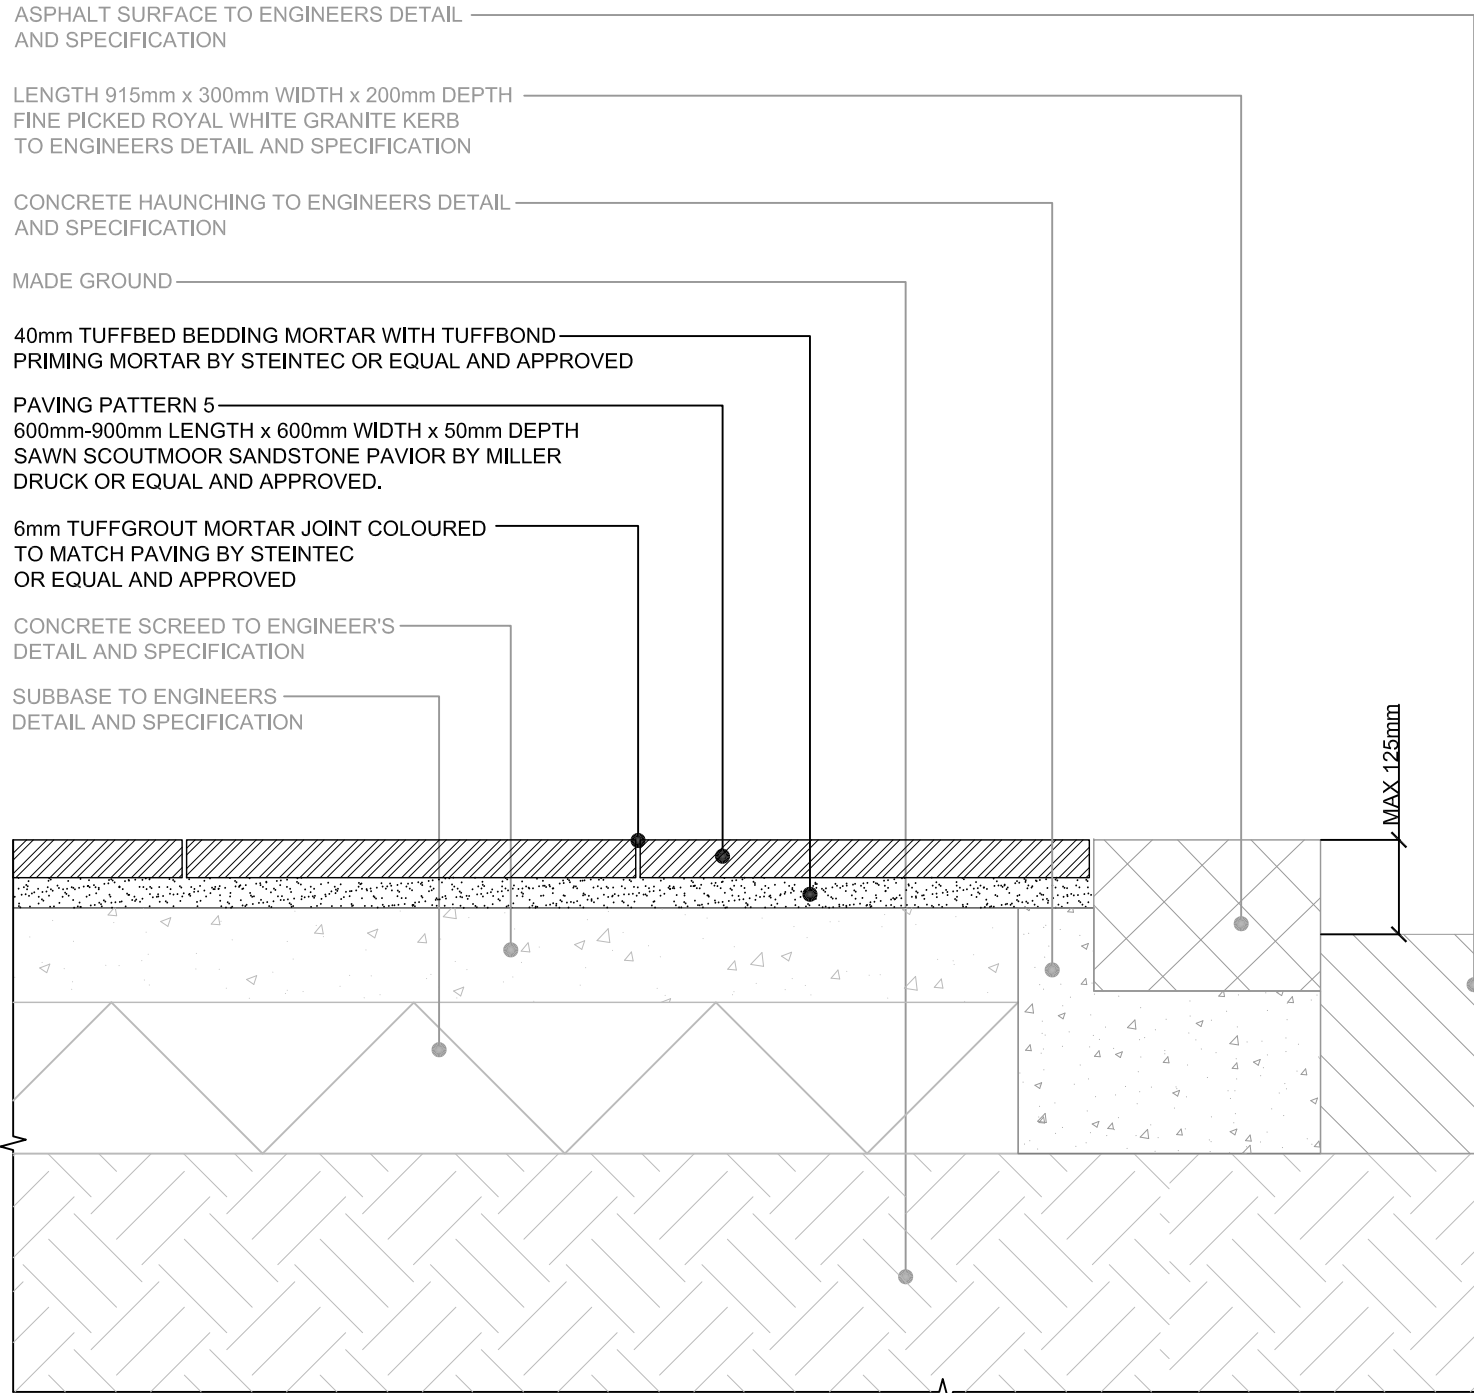 ASPHALT SURFACE TO ENGINEERS DETAIL
AND SPECIFICATION
LENGTH 915mm x 300mm WIDTH x 200mm DEPTH
FINE PICKED ROYAL WHITE GRANITE KERB
TO ENGINEERS DETAIL AND SPECIFICATION
CONCRETE HAUNCHING TO ENGINEERS DETAIL
AND SPECIFICATION
MADE GROUND
40mm TUFFBED BEDDING MORTAR WITH TUFFBOND
PRIMING MORTAR BY STEINTEC OR EQUAL AND APPROVED
PAVING PATTERN 5
600mm-900mm LENGTH x 600mm WIDTH x 50mm DEPTH
SAWN SCOUTMOOR SANDSTONE PAVIOR BY MILLER
DRUCK OR EQUAL AND APPROVED.
6mm TUFFGROUT MORTAR JOINT COLOURED
TO MATCH PAVING BY STEINTEC
OR EQUAL AND APPROVED
CONCRETE SCREED TO ENGINEER'S
DETAIL AND SPECIFICATION
SUBBASE TO ENGINEERS
DETAIL AND SPECIFICATION
MAX 125mm